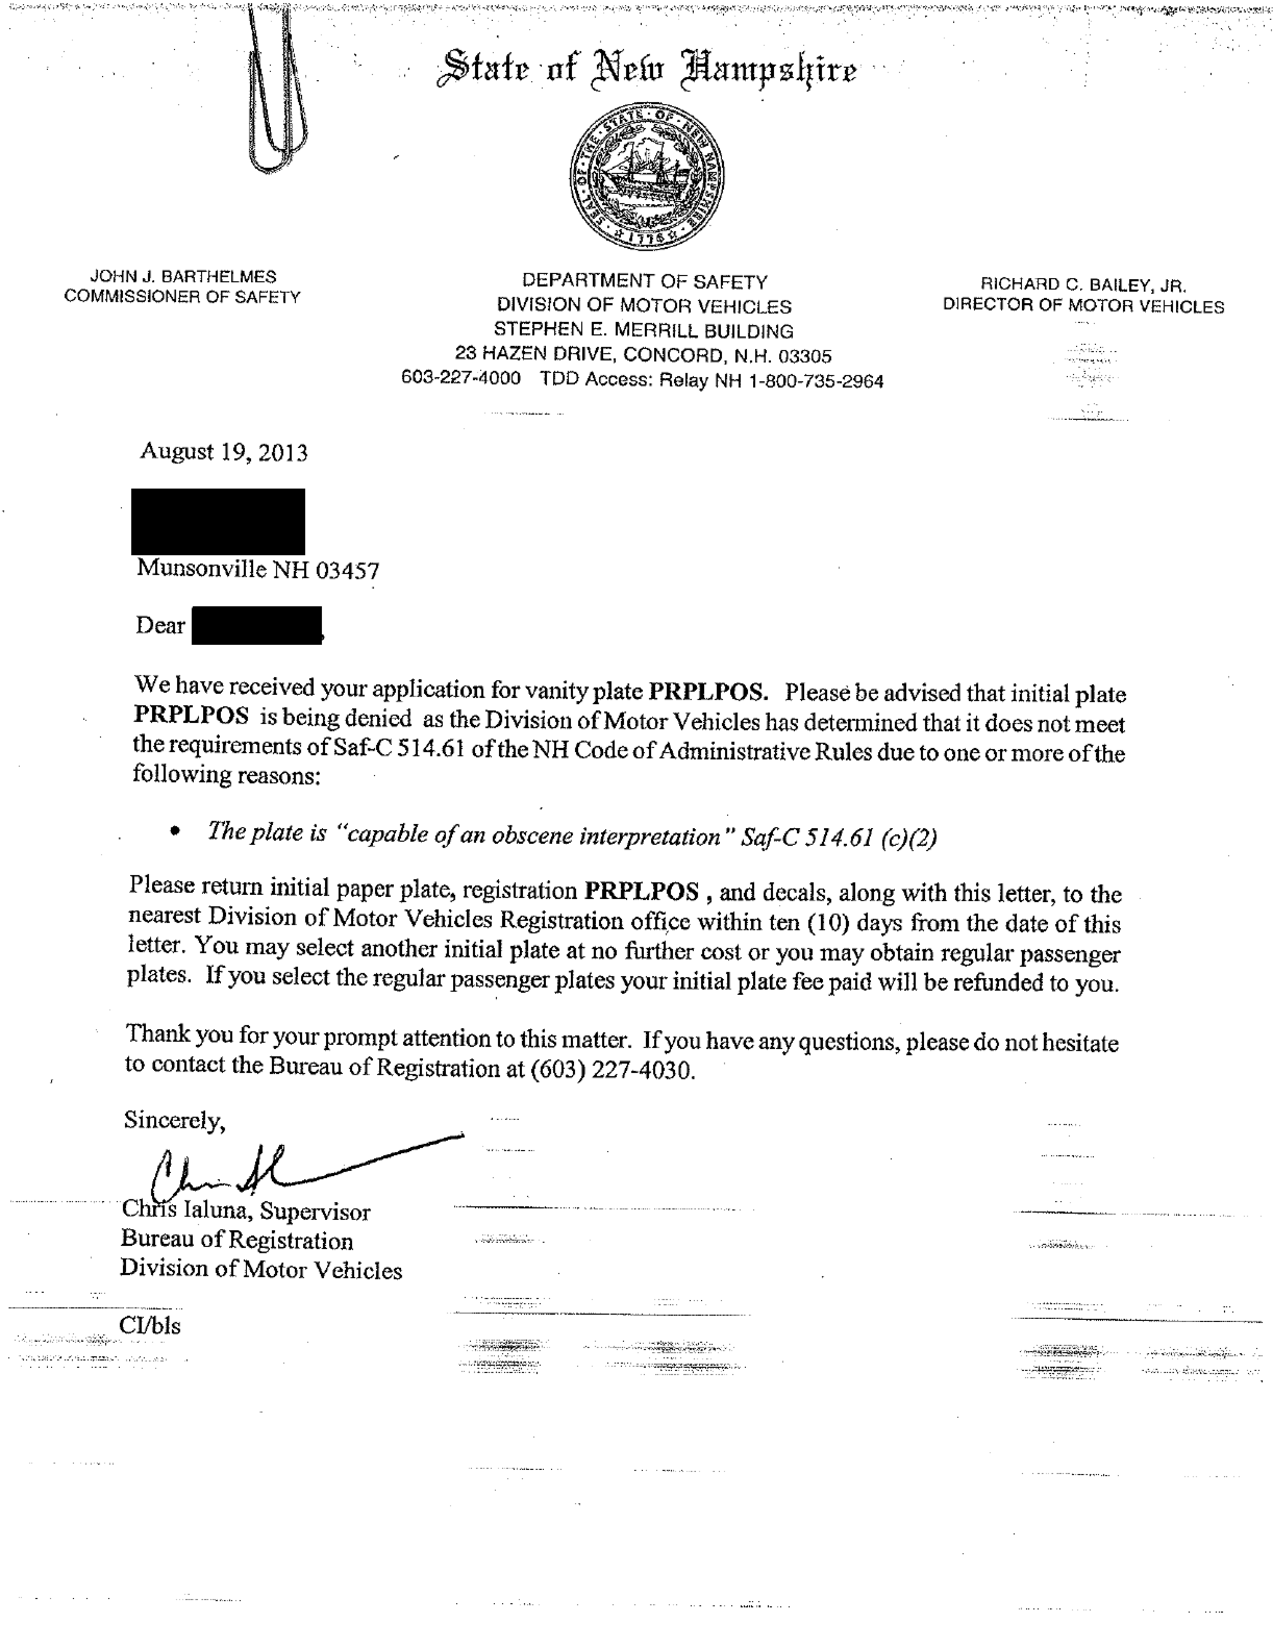 State of New Hampshire
SEAL · OF · THE · STATE · OF · NEW HAMPSHIRE
1776
JOHN J. BARTHELMES
COMMISSIONER OF SAFETY
DEPARTMENT OF SAFETY
DIVISION OF MOTOR VEHICLES
STEPHEN E. MERRILL BUILDING
23 HAZEN DRIVE, CONCORD, N.H. 03305
603-227-4000 TDD Access: Relay NH 1-800-735-2964
RICHARD C. BAILEY, JR.
DIRECTOR OF MOTOR VEHICLES
August 19, 2013
Munsonville NH 03457
Dear ,
We have received your application for vanity plate PRPLPOS. Please be advised that initial plate
PRPLPOS is being denied as the Division of Motor Vehicles has determined that it does not meet
the requirements of Saf-C 514.61 of the NH Code of Administrative Rules due to one or more of the
following reasons:
• The plate is “capable of an obscene interpretation” Saf-C 514.61 (c)(2)
Please return initial paper plate, registration PRPLPOS , and decals, along with this letter, to the
nearest Division of Motor Vehicles Registration office within ten (10) days from the date of this
letter. You may select another initial plate at no further cost or you may obtain regular passenger
plates. If you select the regular passenger plates your initial plate fee paid will be refunded to you.
Thank you for your prompt attention to this matter. If you have any questions, please do not hesitate
to contact the Bureau of Registration at (603) 227-4030.
Sincerely,
Chris Ialuna, Supervisor
Bureau of Registration
Division of Motor Vehicles
CI/bls